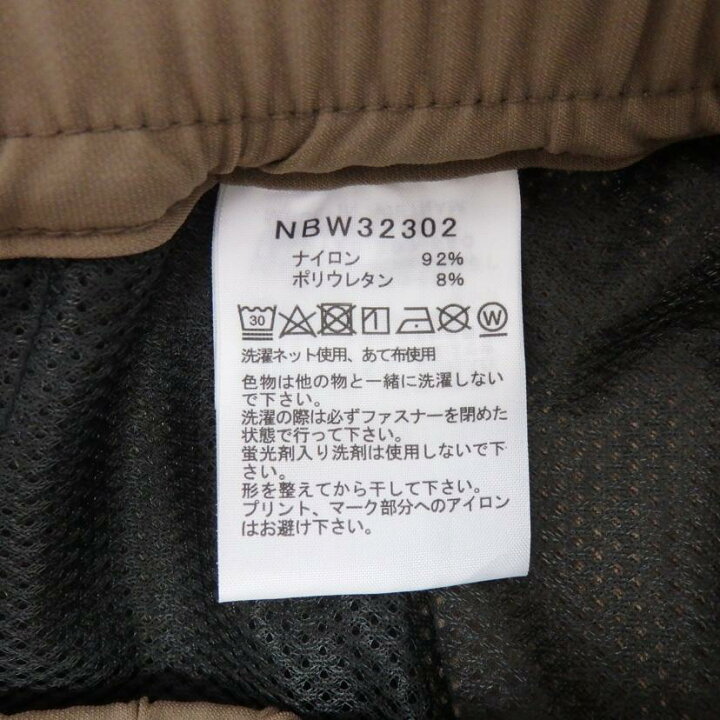 NBW32302
ナイロン 92%
ポリウレタン 8%
30 W
洗濯ネット使用、あて布使用
色物は他の物と一緒に洗濯しない
で下さい。
洗濯の際は必ずファスナーを閉めた
状態で行って下さい。
蛍光剤入り洗剤は使用しないで下
さい。
形を整えてから干して下さい。
プリント、マーク部分へのアイロン
はお避け下さい。